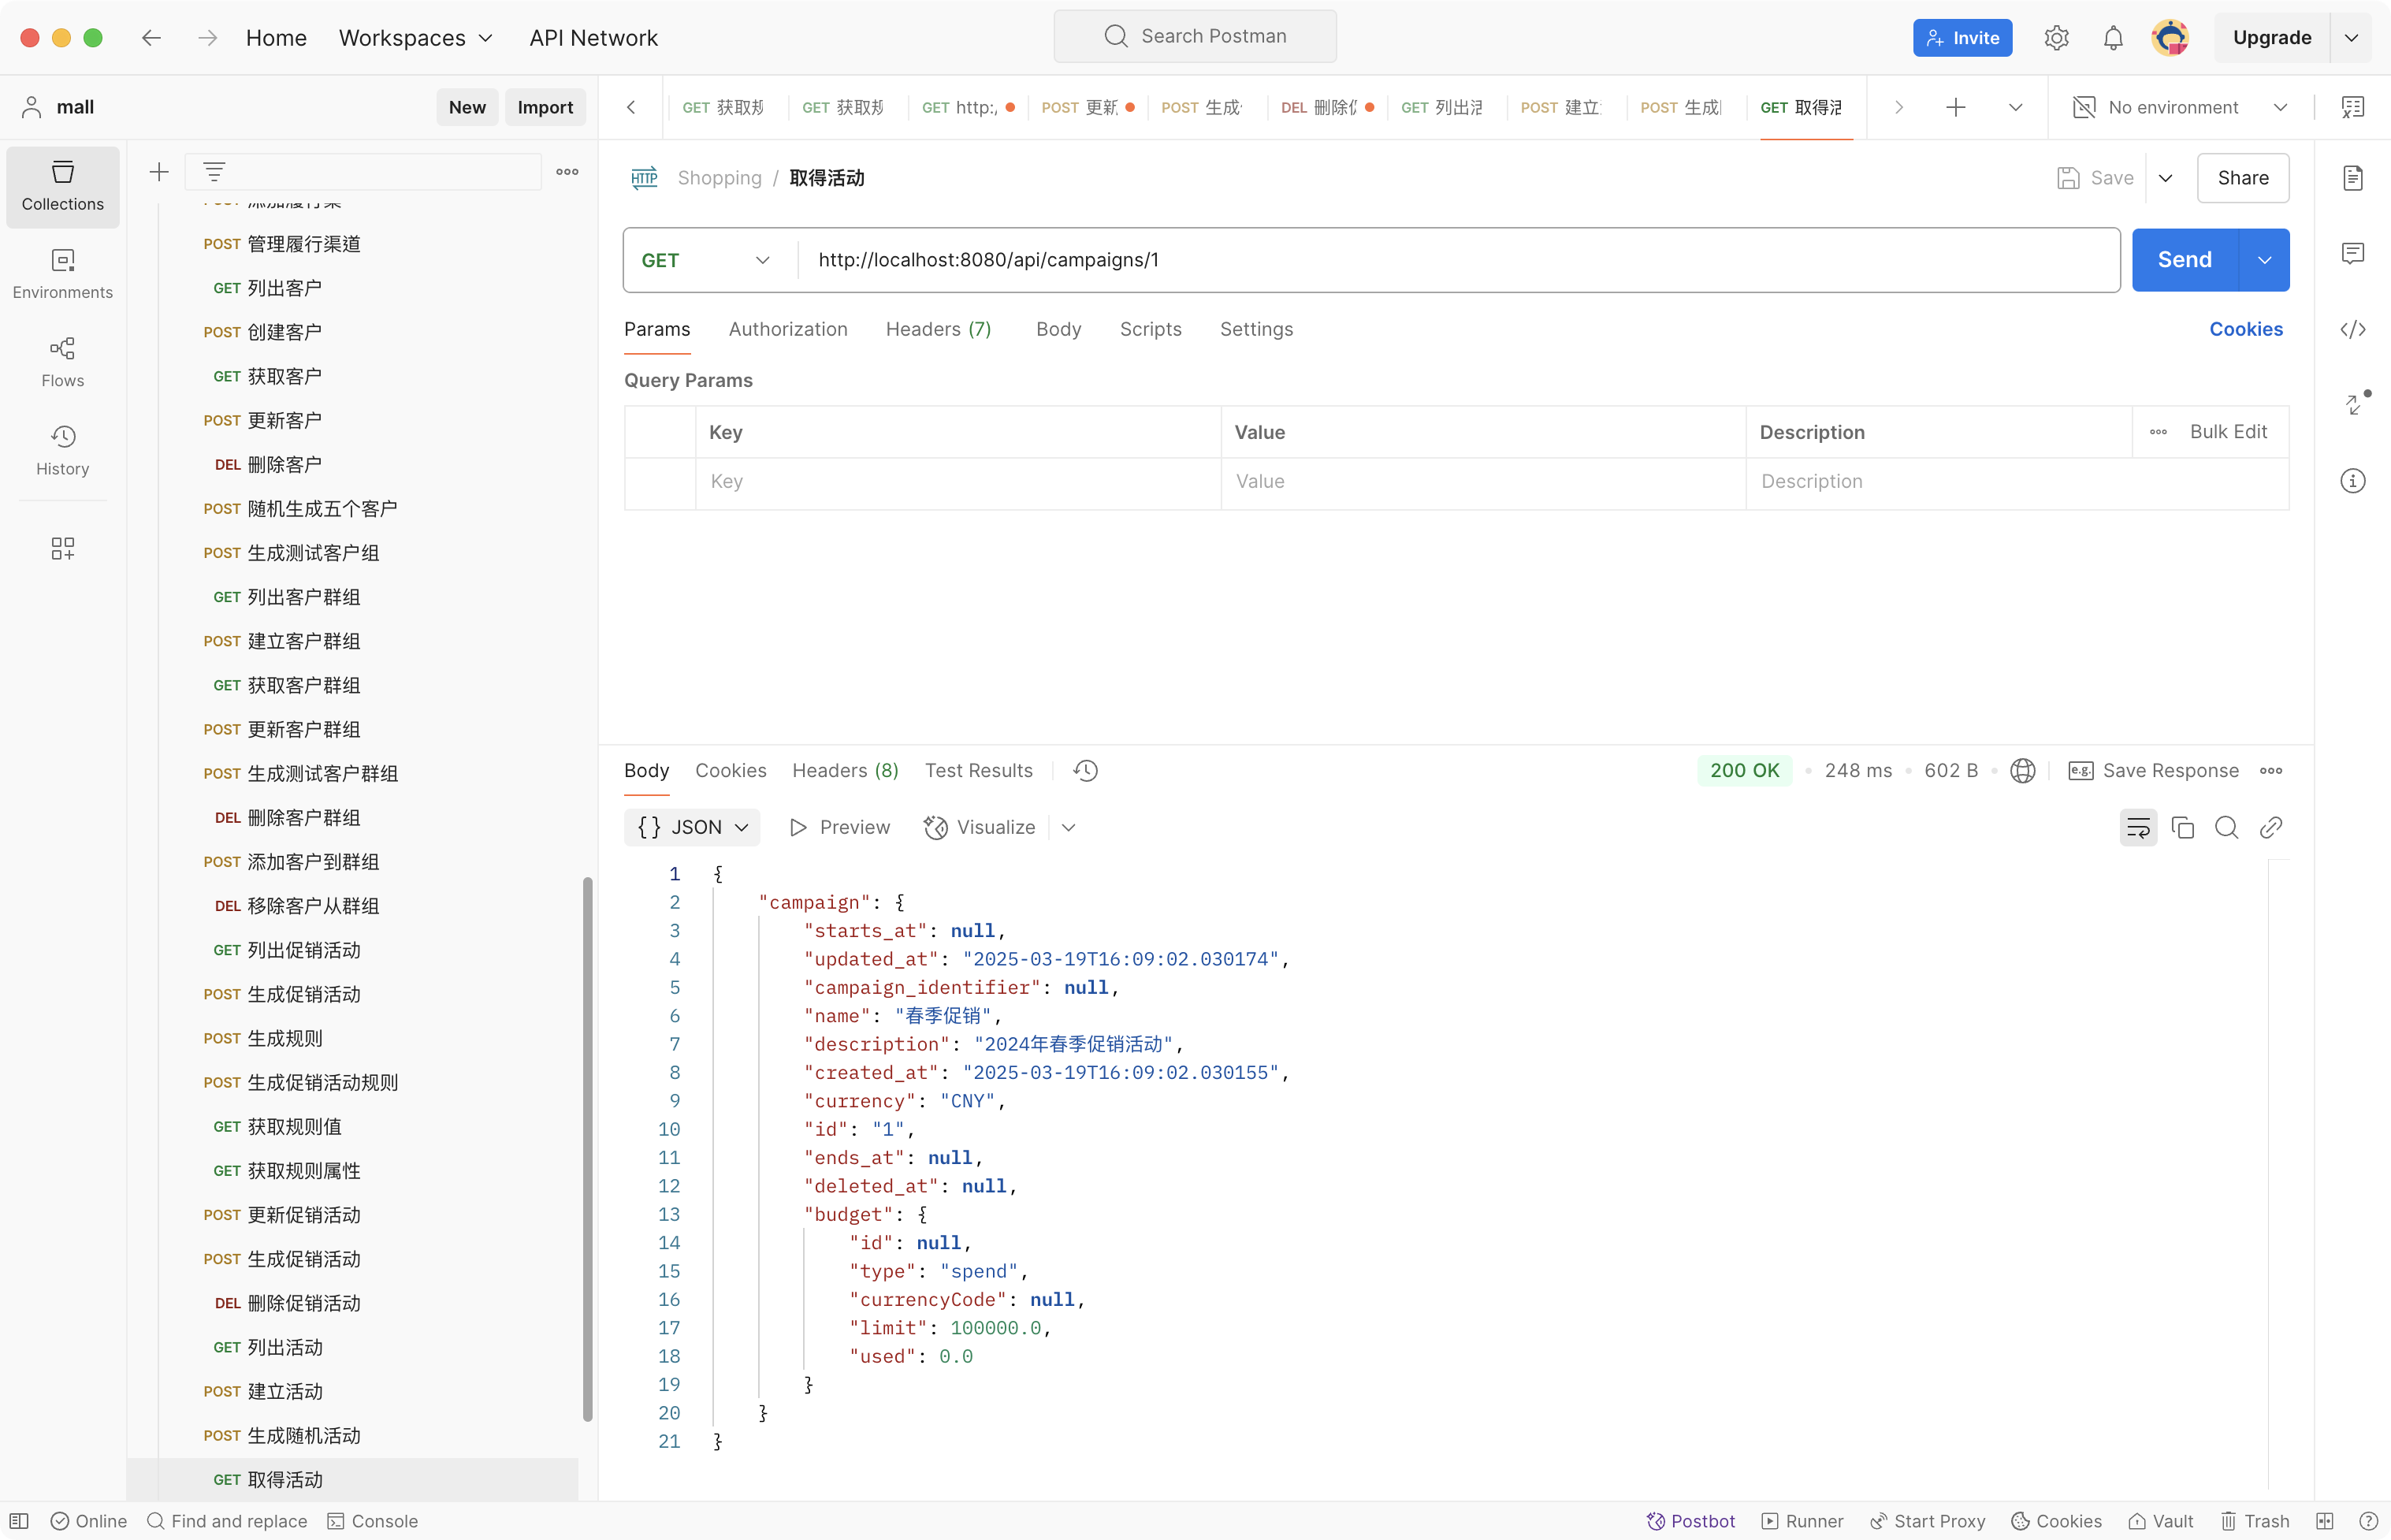 Home Workspaces API Network Search Postman Invite Upgrade
mall New Import
GET 获取规 GET 获取规 GET http:/ POST 更新 POST 生成 DEL 删除 GET 列出活 POST 建立 POST 生成 GET 取得活 No environment
Collections
Environments
Flows
History
POST 管理履行渠道
GET 列出客户
POST 创建客户
GET 获取客户
POST 更新客户
DEL 删除客户
POST 随机生成五个客户
POST 生成测试客户组
GET 列出客户群组
POST 建立客户群组
GET 获取客户群组
POST 更新客户群组
POST 生成测试客户群组
DEL 删除客户群组
POST 添加客户到群组
DEL 移除客户从群组
GET 列出促销活动
POST 生成促销活动
POST 生成规则
POST 生成促销活动规则
GET 获取规则值
GET 获取规则属性
POST 更新促销活动
POST 生成促销活动
DEL 删除促销活动
GET 列出活动
POST 建立活动
POST 生成随机活动
GET 取得活动
HTTP Shopping / 取得活动 Save Share
GET http://localhost:8080/api/campaigns/1 Send
Params Authorization Headers (7) Body Scripts Settings Cookies
Query Params
Key Value Description Bulk Edit
Key Value Description
Body Cookies Headers (8) Test Results 200 OK 248 ms 602 B e.g. Save Response
{} JSON Preview Visualize
1 {
2 "campaign": {
3 "starts_at": null,
4 "updated_at": "2025-03-19T16:09:02.030174",
5 "campaign_identifier": null,
6 "name": "春季促销",
7 "description": "2024年春季促销活动",
8 "created_at": "2025-03-19T16:09:02.030155",
9 "currency": "CNY",
10 "id": "1",
11 "ends_at": null,
12 "deleted_at": null,
13 "budget": {
14 "id": null,
15 "type": "spend",
16 "currencyCode": null,
17 "limit": 100000.0,
18 "used": 0.0
19 }
20 }
21 }
Online Find and replace Console Postbot Runner Start Proxy Cookies Vault Trash